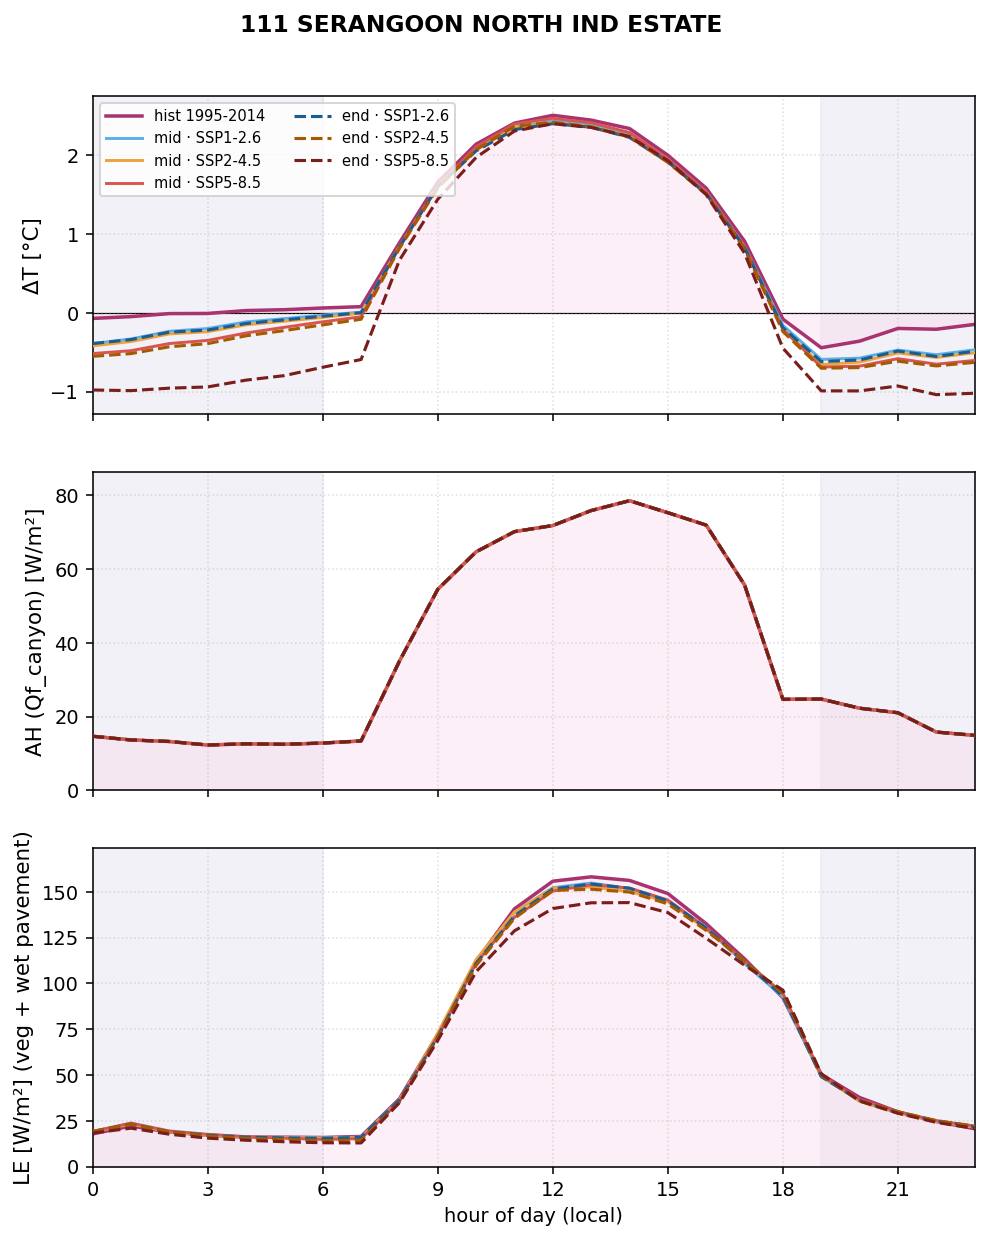 111 SERANGOON NORTH IND ESTATE
hist 1995-2014
mid · SSP1-2.6
mid · SSP2-4.5
mid · SSP5-8.5
end · SSP1-2.6
end · SSP2-4.5
end · SSP5-8.5
ΔT [°C]
2
1
0
−1
AH (Qf_canyon) [W/m²]
80
60
40
20
0
LE [W/m²] (veg + wet pavement)
150
125
100
75
50
25
0
0 3 6 9 12 15 18 21
hour of day (local)